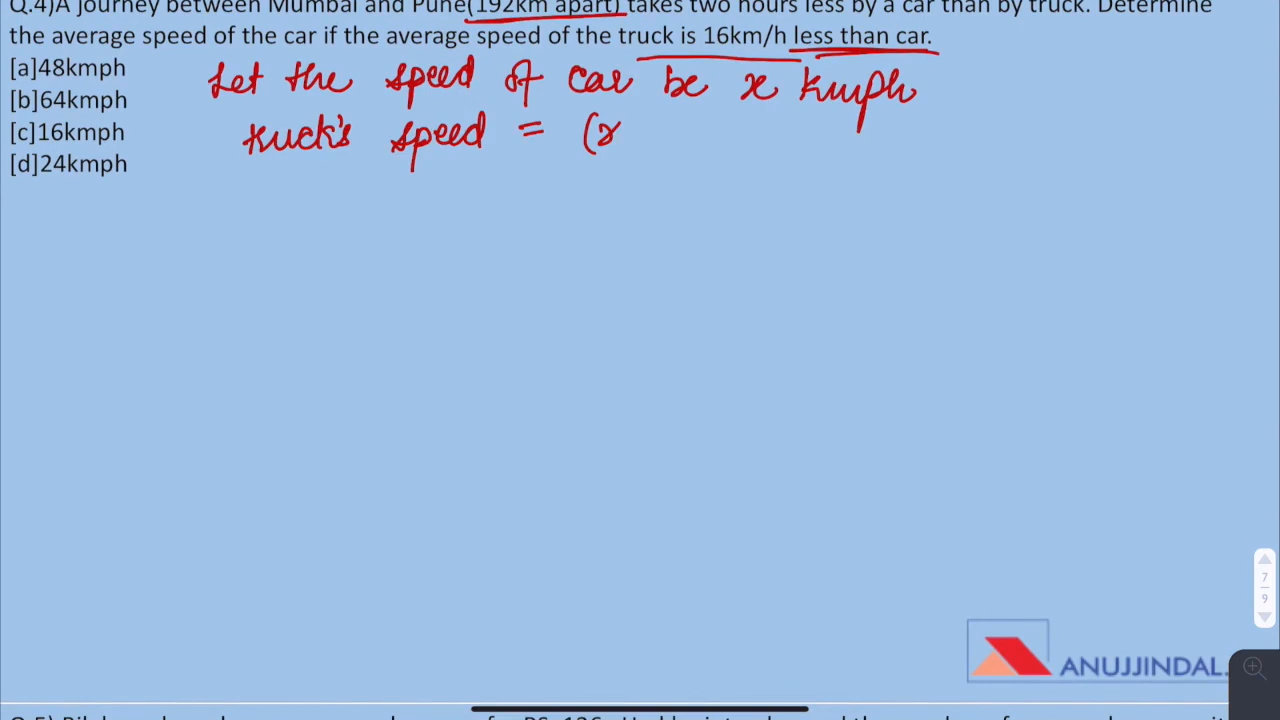 Q.4)A journey between Mumbai and Pune(192km apart) takes two hours less by a car than by truck. Determine
the average speed of the car if the average speed of the truck is 16km/h less than car.
[a]48kmph
[b]64kmph
[c]16kmph
[d]24kmph
Let the speed of car be x kmph
truck's speed = (x
7
9
ANUJJINDAL.